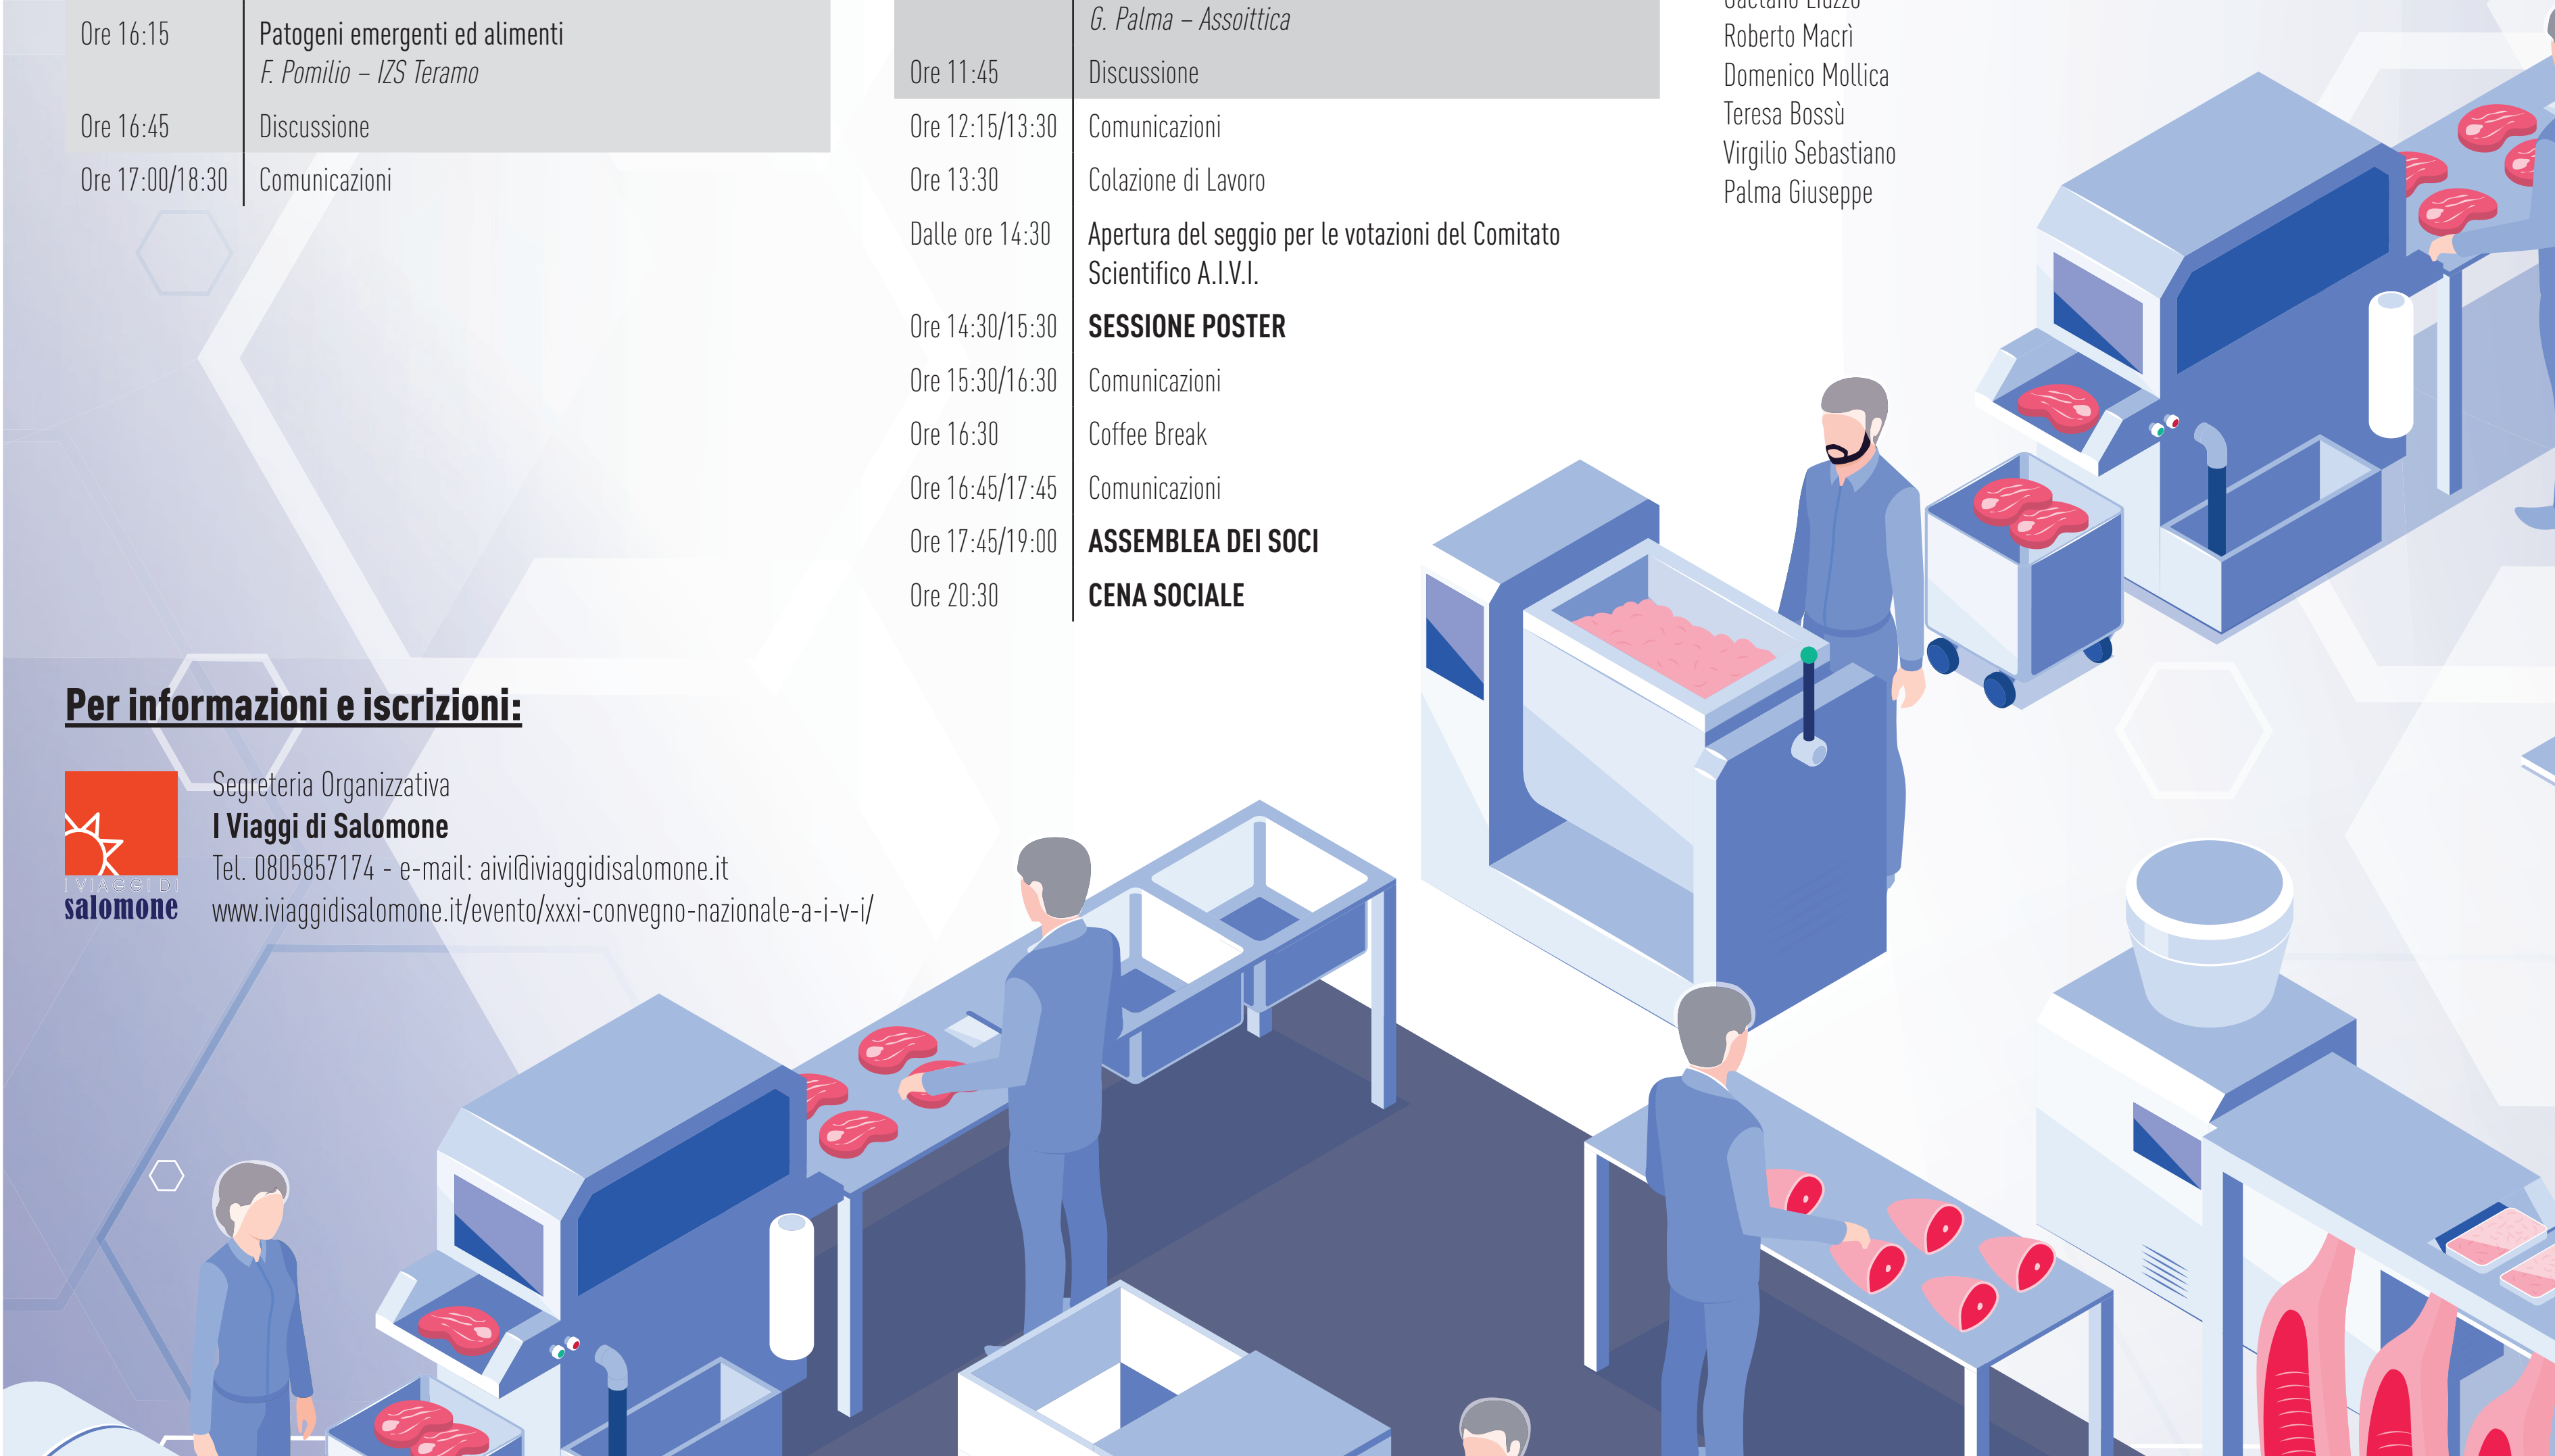 Ore 16:15 Patogeni emergenti ed alimenti
F. Pomilio – IZS Teramo
Ore 16:45 Discussione
Ore 17:00/18:30 Comunicazioni
G. Palma – Assoittica
Ore 11:45 Discussione
Ore 12:15/13:30 Comunicazioni
Ore 13:30 Colazione di Lavoro
Dalle ore 14:30 Apertura del seggio per le votazioni del Comitato
Scientifico A.I.V.I.
Ore 14:30/15:30 SESSIONE POSTER
Ore 15:30/16:30 Comunicazioni
Ore 16:30 Coffee Break
Ore 16:45/17:45 Comunicazioni
Ore 17:45/19:00 ASSEMBLEA DEI SOCI
Ore 20:30 CENA SOCIALE
Roberto Macrì
Domenico Mollica
Teresa Bossù
Virgilio Sebastiano
Palma Giuseppe
Per informazioni e iscrizioni:
I VIAGGI DI
salomone
Segreteria Organizzativa
I Viaggi di Salomone
Tel. 0805857174 - e-mail: aivi@iviaggidisalomone.it
www.iviaggidisalomone.it/evento/xxxi-convegno-nazionale-a-i-v-i/